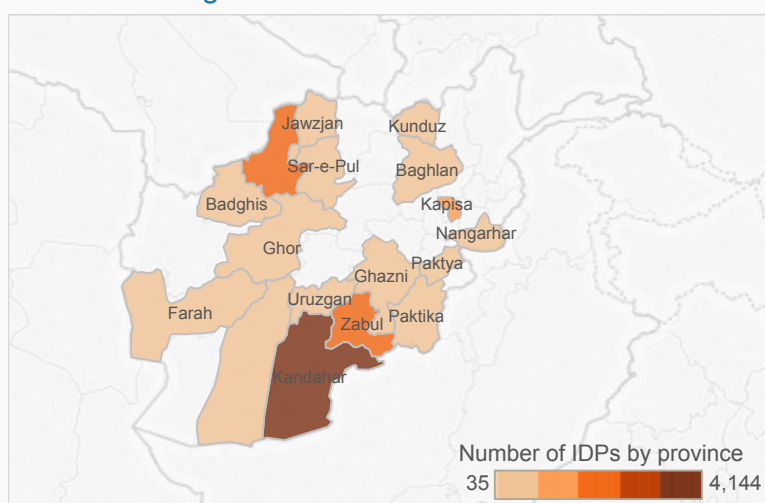 Jawzjan
Kunduz
Sar-e-Pul
Baghlan
Badghis
Kapisa
Nangarhar
Ghor
Paktya
Ghazni
Uruzgan
Farah
Paktika
Zabul
Kandahar
Number of IDPs by province
35
4,144